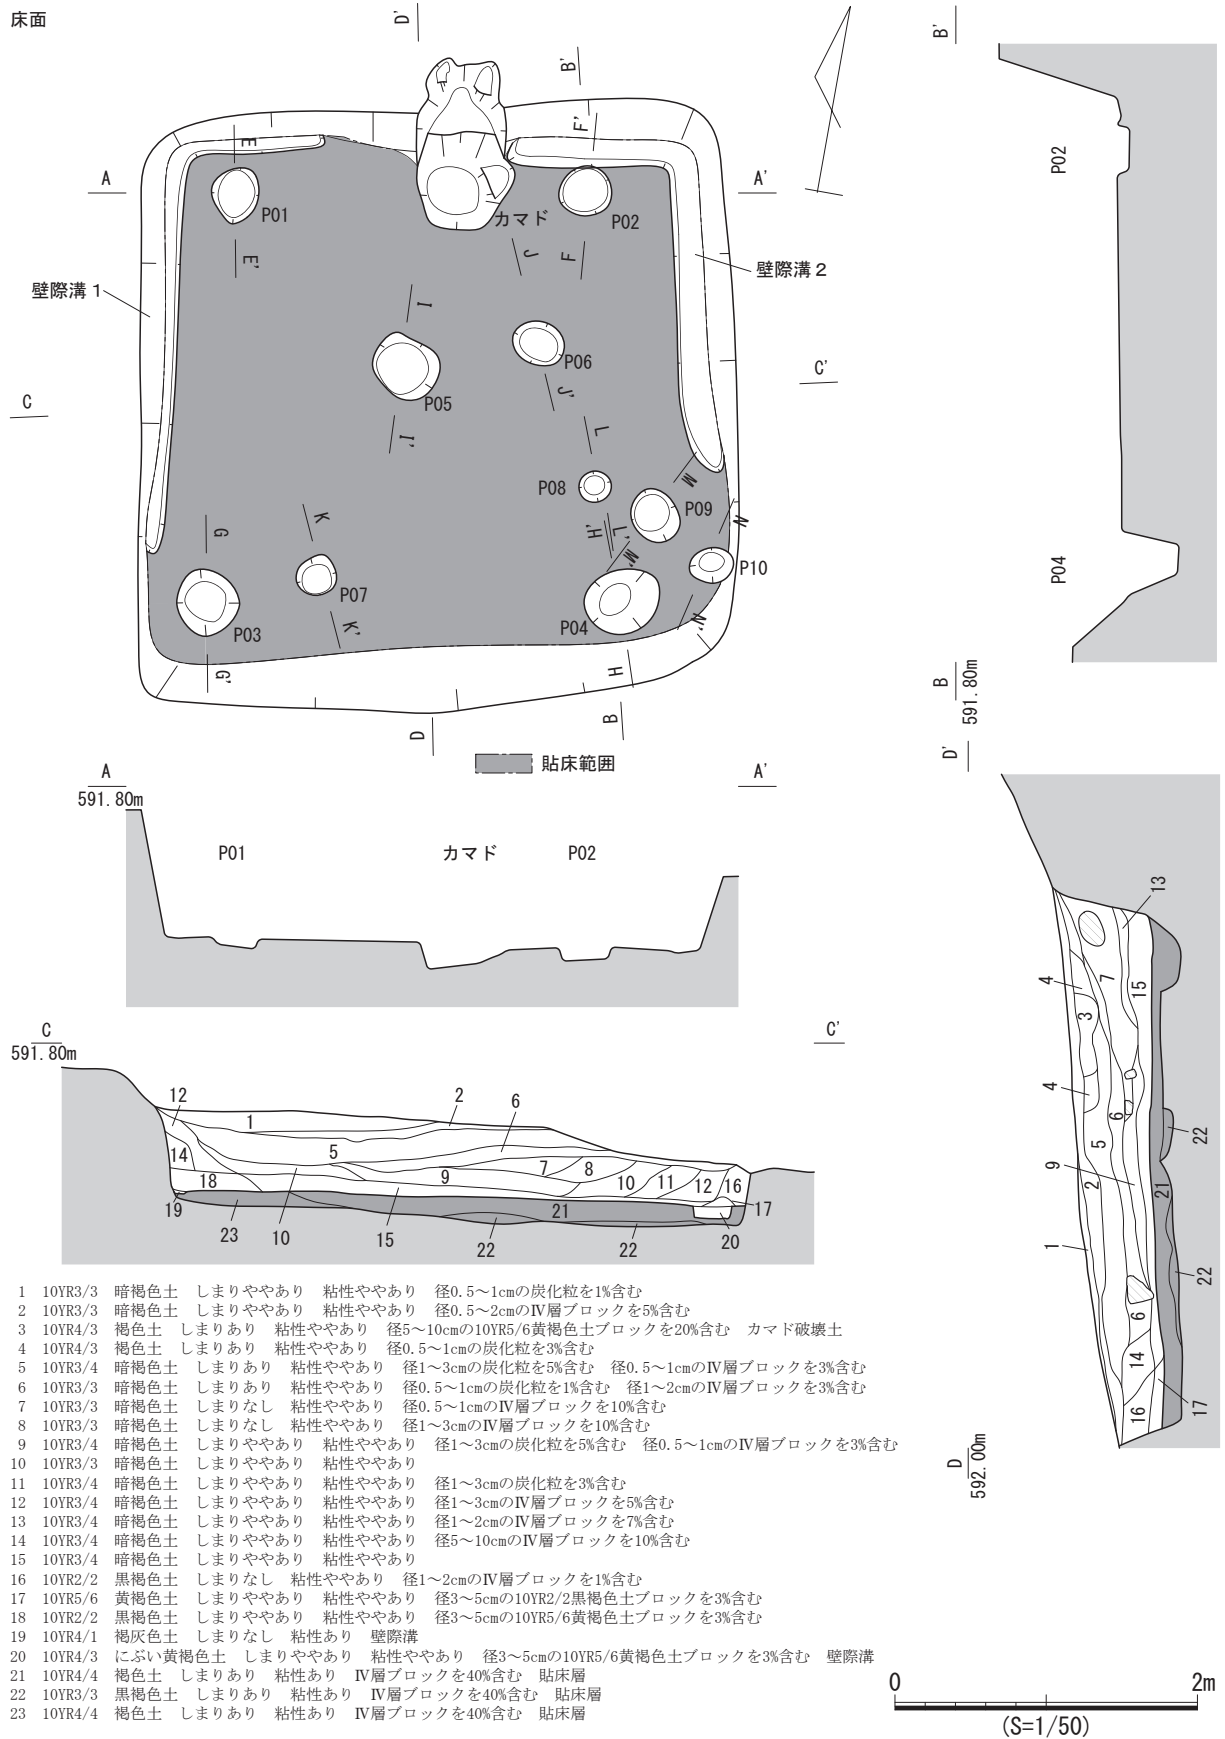 床面
D'
B'
B'
F'
E
A
A'
P01
カマド
P02
P02
E'
J
F
壁際溝1
壁際溝2
I
P06
C'
P05
J'
C
I'
L
P08
M
P09
K
G
H'
L'
M'
N
P10
P07
P03
K'
P04
N'
P04
G'
H
B
591.80m
D
B
貼床範囲
D'
A
591.80m
A'
P01
カマド
P02
C
591.80m
C'
12
1
2
6
14
5
7
8
18
9
10
11
12
16
19
23
10
15
21
22
22
20
17
13
4
7
15
3
4
6
5
22
9
2
21
1
22
6
14
16
17
D
592.00m
1 10YR3/3 暗褐色土 しまりややあり 粘性ややあり 径0.5～1cmの炭化粒を1%含む
2 10YR3/3 暗褐色土 しまりややあり 粘性ややあり 径0.5～2cmのⅣ層ブロックを5%含む
3 10YR4/3 褐色土 しまりあり 粘性ややあり 径5～10cmの10YR5/6黄褐色土ブロックを20%含む カマド破壊土
4 10YR4/3 褐色土 しまりあり 粘性ややあり 径0.5～1cmの炭化粒を3%含む
5 10YR3/4 暗褐色土 しまりあり 粘性ややあり 径1～3cmの炭化粒を5%含む 径0.5～1cmのⅣ層ブロックを3%含む
6 10YR3/3 暗褐色土 しまりあり 粘性ややあり 径0.5～1cmの炭化粒を1%含む 径1～2cmのⅣ層ブロックを3%含む
7 10YR3/3 暗褐色土 しまりなし 粘性ややあり 径0.5～1cmのⅣ層ブロックを10%含む
8 10YR3/3 暗褐色土 しまりなし 粘性ややあり 径1～3cmのⅣ層ブロックを10%含む
9 10YR3/4 暗褐色土 しまりややあり 粘性ややあり 径1～3cmの炭化粒を5%含む 径0.5～1cmのⅣ層ブロックを3%含む
10 10YR3/3 暗褐色土 しまりややあり 粘性ややあり
11 10YR3/4 暗褐色土 しまりややあり 粘性ややあり 径1～3cmの炭化粒を3%含む
12 10YR3/4 暗褐色土 しまりややあり 粘性ややあり 径1～3cmのⅣ層ブロックを5%含む
13 10YR3/4 暗褐色土 しまりややあり 粘性ややあり 径1～2cmのⅣ層ブロックを7%含む
14 10YR3/4 暗褐色土 しまりややあり 粘性ややあり 径5～10cmのⅣ層ブロックを10%含む
15 10YR3/4 暗褐色土 しまりややあり 粘性ややあり
16 10YR2/2 黒褐色土 しまりなし 粘性ややあり 径1～2cmのⅣ層ブロックを1%含む
17 10YR5/6 黄褐色土 しまりややあり 粘性ややあり 径3～5cmの10YR2/2黒褐色土ブロックを3%含む
18 10YR2/2 黒褐色土 しまりややあり 粘性ややあり 径3～5cmの10YR5/6黄褐色土ブロックを3%含む
19 10YR4/1 褐灰色土 しまりなし 粘性あり 壁際溝
20 10YR4/3 にぶい黄褐色土 しまりややあり 粘性ややあり 径3～5cmの10YR5/6黄褐色土ブロックを3%含む 壁際溝
21 10YR4/4 褐色土 しまりあり 粘性あり Ⅳ層ブロックを40%含む 貼床層
22 10YR3/3 黒褐色土 しまりあり 粘性あり Ⅳ層ブロックを40%含む 貼床層
23 10YR4/4 褐色土 しまりあり 粘性あり Ⅳ層ブロックを40%含む 貼床層
0
2m
(S=1/50)